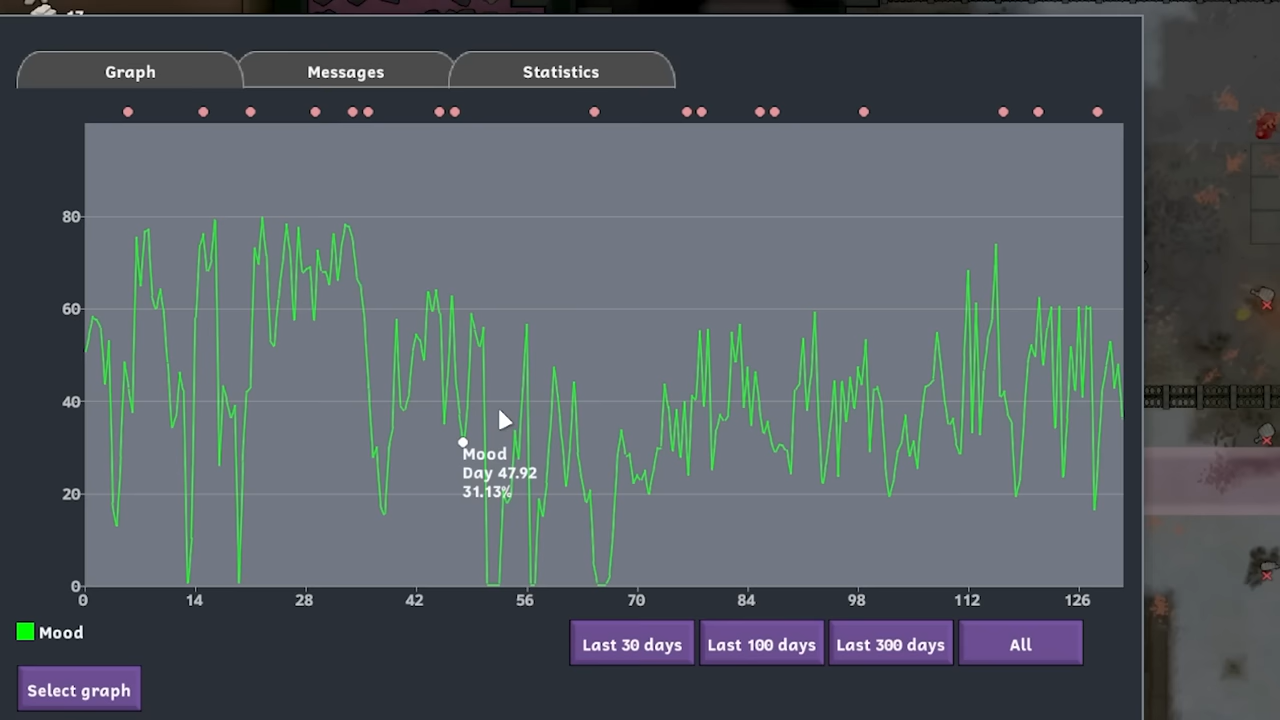 17
Graph Messages Statistics
80
60
40
Mood
Day 47.92
31.13%
20
0
0 14 28 42 56 70 84 98 112 126
Mood
Last 30 days Last 100 days Last 300 days All
Select graph